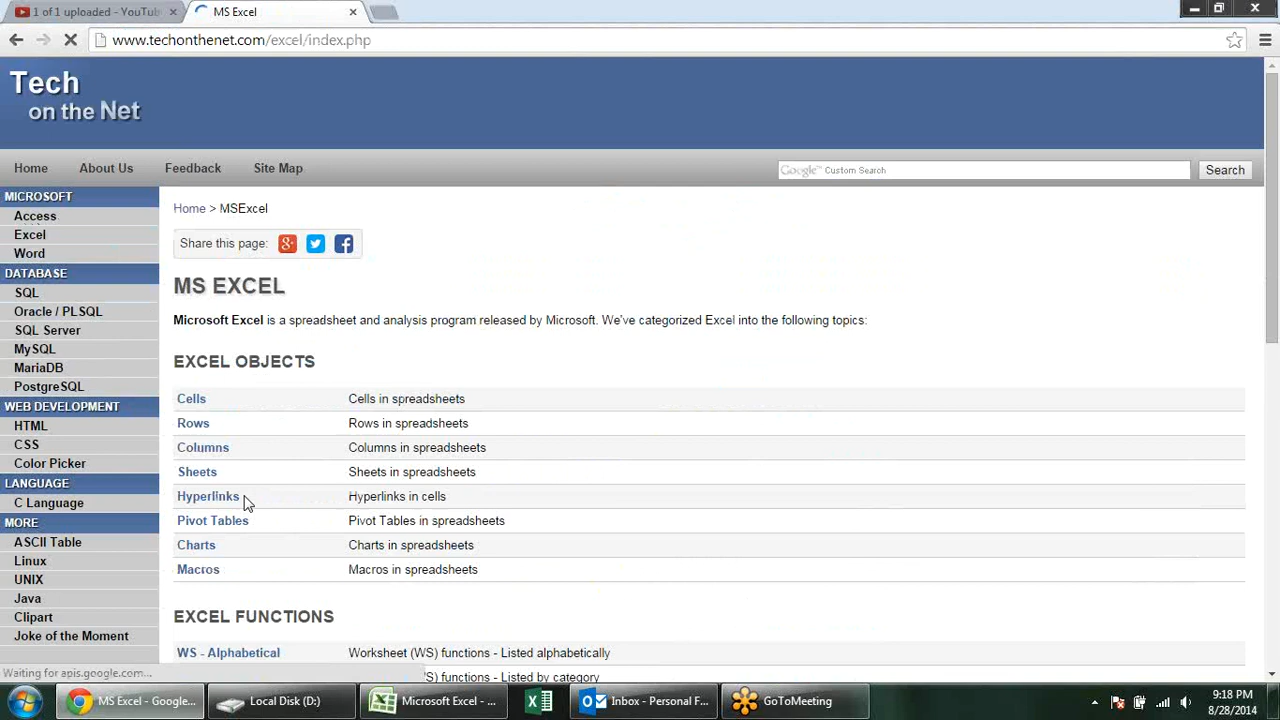 1 of 1 uploaded - YouTub
MS Excel
www.techonthenet.com/excel/index.php
Tech
on the Net
Home
About Us
Feedback
Site Map
Google™ Custom Search
Search
MICROSOFT
Access
Excel
Word
DATABASE
SQL
Oracle / PLSQL
SQL Server
MySQL
MariaDB
PostgreSQL
WEB DEVELOPMENT
HTML
CSS
Color Picker
LANGUAGE
C Language
MORE
ASCII Table
Linux
UNIX
Java
Clipart
Joke of the Moment
Home > MSExcel
Share this page:
MS EXCEL
Microsoft Excel is a spreadsheet and analysis program released by Microsoft. We've categorized Excel into the following topics:
EXCEL OBJECTS
Cells Cells in spreadsheets
Rows Rows in spreadsheets
Columns Columns in spreadsheets
Sheets Sheets in spreadsheets
Hyperlinks Hyperlinks in cells
Pivot Tables Pivot Tables in spreadsheets
Charts Charts in spreadsheets
Macros Macros in spreadsheets
EXCEL FUNCTIONS
WS - Alphabetical Worksheet (WS) functions - Listed alphabetically
WS) functions - Listed by category
Waiting for apis.google.com...
MS Excel - Google...
Local Disk (D:)
Microsoft Excel - ...
Inbox - Personal F...
GoToMeeting
9:18 PM
8/28/2014